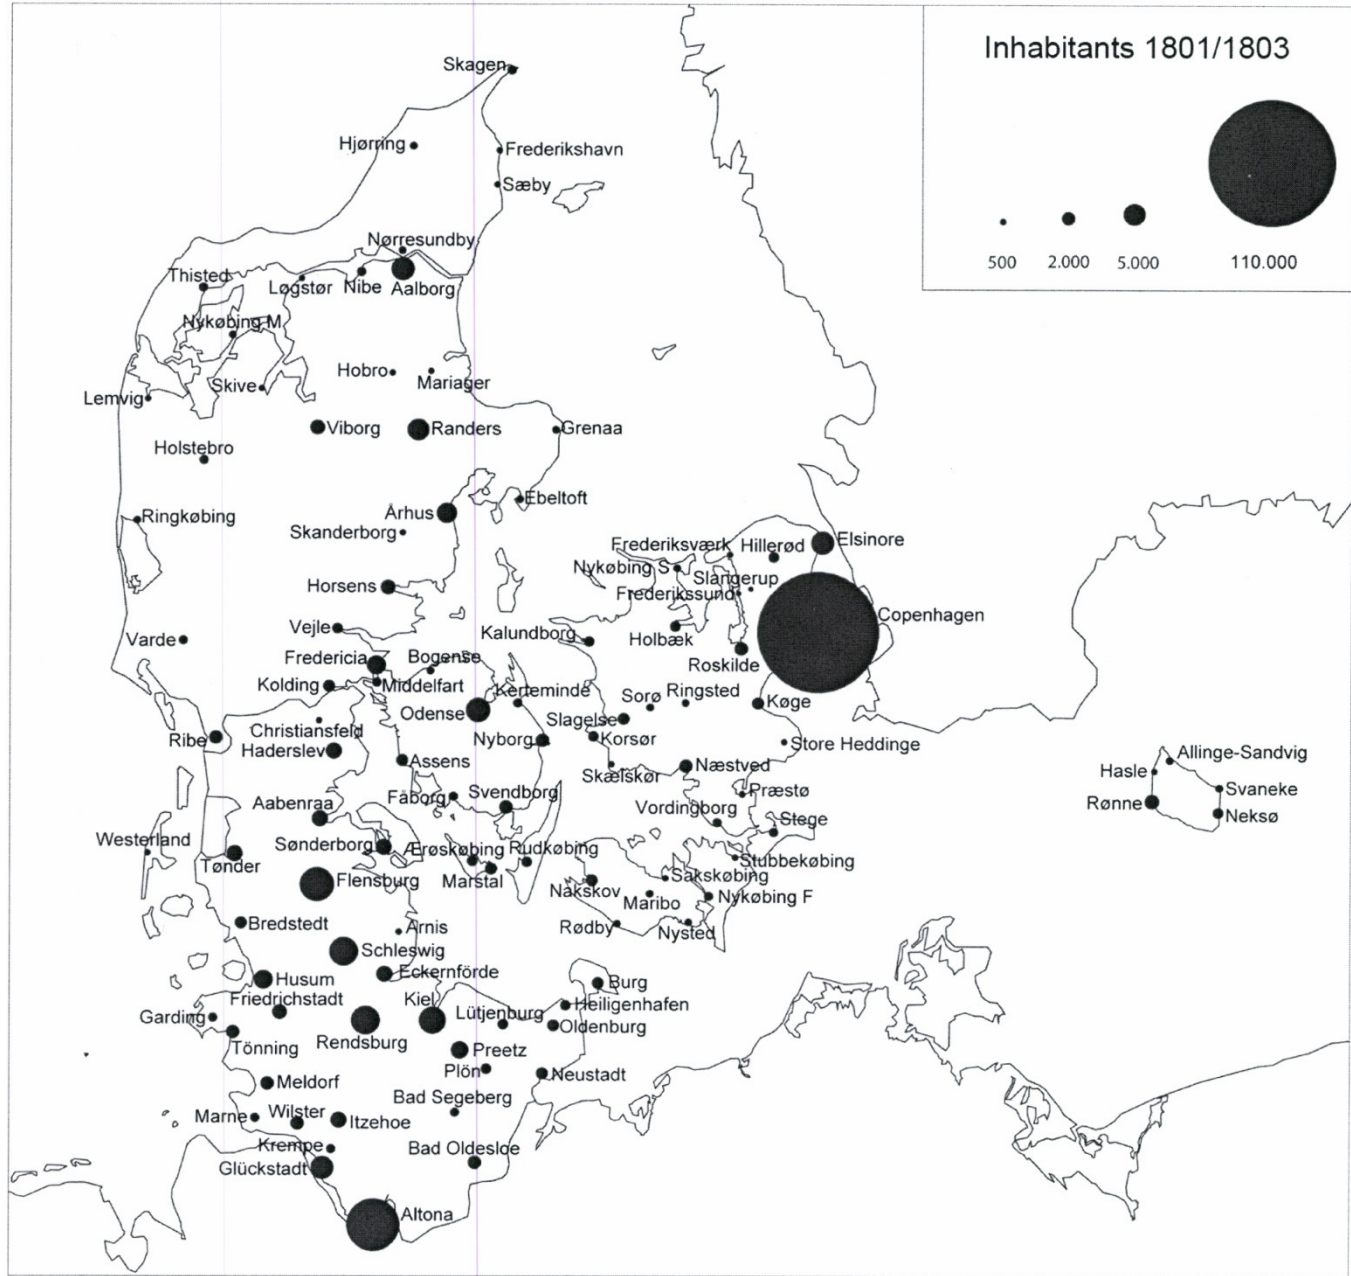 Inhabitants 1801/1803
500
2.000
5.000
110.000
Skagen
Hjørring
Frederikshavn
Sæby
Nørresundby
Thisted
Løgstør
Nibe
Aalborg
Nykøbing M
Hobro
Mariager
Skive
Lemvig
Viborg
Randers
Grenaa
Holstebro
Ebeltoft
Århus
Ringkøbing
Skanderborg
Elsinore
Frederiksværk
Hillerød
Nykøbing S
Slangerup
Frederikssund
Horsens
Copenhagen
Vejle
Kalundborg
Holbæk
Varde
Roskilde
Fredericia
Bogense
Kolding
Middelfart
Kerteminde
Sorø
Ringsted
Køge
Odense
Slagelse
Christiansfeld
Ribe
Haderslev
Nyborg
Korsør
Store Heddinge
Assens
Skælskør
Næstved
Allinge-Sandvig
Hasle
Svaneke
Rønne
Neksø
Fåborg
Svendborg
Præstø
Aabenraa
Vordingborg
Stege
Westerland
Tønder
Sønderborg
Ærøskøbing
Rudkøbing
Marstal
Stubbekøbing
Sakskøbing
Flensburg
Nakskov
Maribo
Nykøbing F
Bredstedt
Arnis
Rødby
Nysted
Schleswig
Eckernförde
Husum
Burg
Friedrichstadt
Kiel
Heiligenhafen
Garding
Lütjenburg
Oldenburg
Tönning
Rendsburg
Preetz
Plön
Neustadt
Meldorf
Bad Segeberg
Marne
Wilster
Itzehoe
Krempe
Bad Oldesloe
Glückstadt
Altona